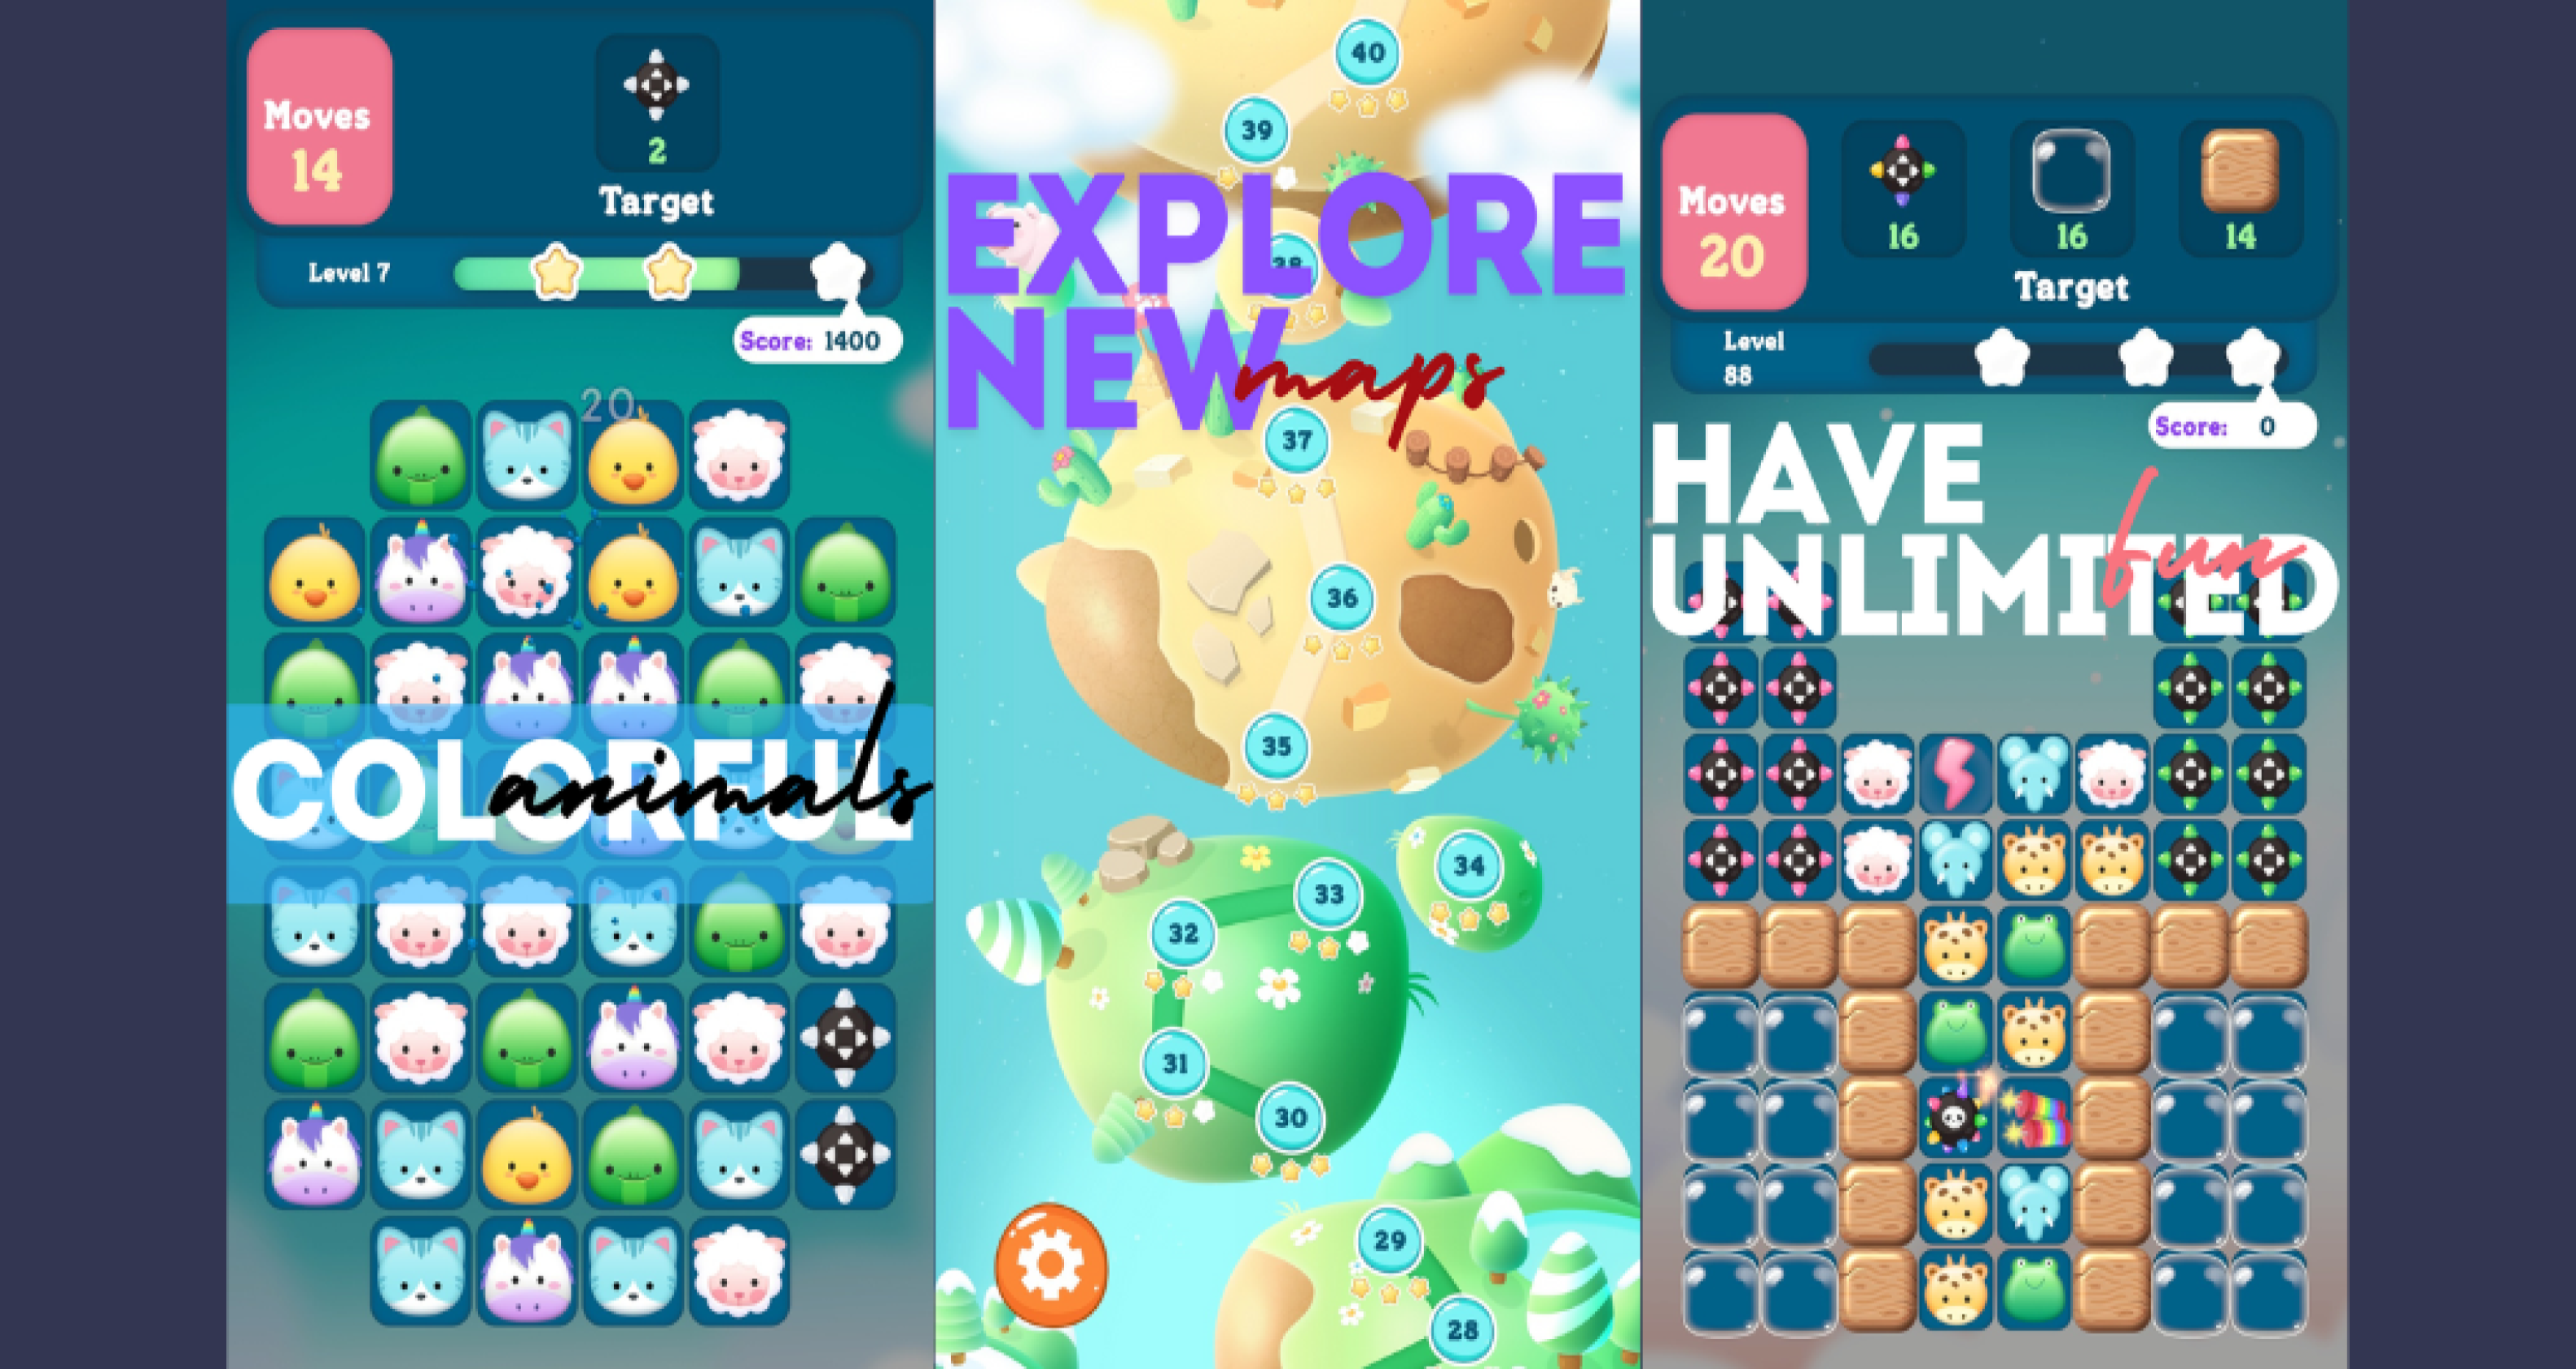 Moves
14
2
Target
Level 7
Score: 1400
20
COLORFUL
animals
40
39
EXPLORE
38
NEW
maps
37
36
35
34
33
32
31
30
29
28
Moves
20
16
16
14
Target
Level
88
Score: 0
HAVE
fun
UNLIMITED